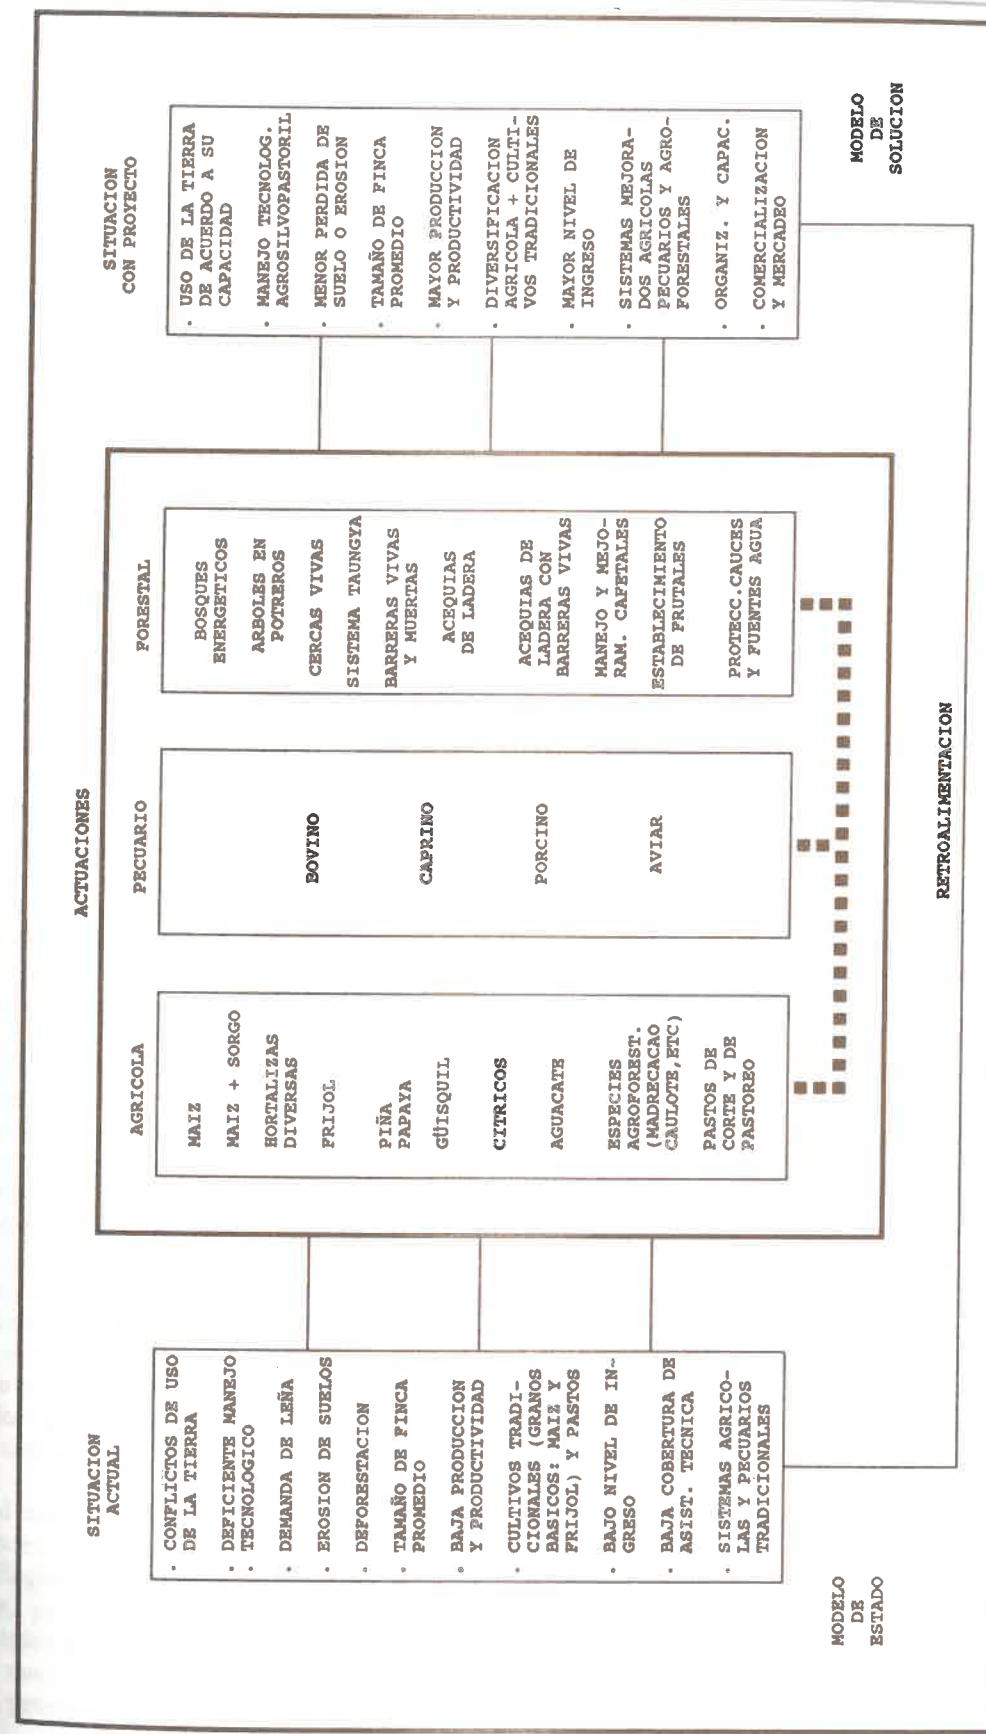 SITUACION
ACTUAL
· CONFLICTOS DE USO
DE LA TIERRA
· DEFICIENTE MANEJO
· TECNOLOGICO
· DEMANDA DE LEÑA
· EROSION DE SUELOS
· DEFORESTACION
· TAMAÑO DE FINCA
PROMEDIO
· BAJA PRODUCCION
Y PRODUCTIVIDAD
· CULTIVOS TRADI-
CIONALES (GRANOS
BASICOS: MAIZ Y
FRIJOL) Y PASTOS
· BAJO NIVEL DE IN-
GRESO
· BAJA COBERTURA DE
ASIST. TECNICA
· SISTEMAS AGRICO-
LAS Y PECUARIOS
TRADICIONALES
MODELO
DE
ESTADO
ACTUACIONES
AGRICOLA
MAIZ
MAIZ + SORGO
HORTALIZAS
DIVERSAS
FRIJOL
PIÑA
PAPAYA
GÜISQUIL
CITRICOS
AGUACATE
ESPECIES
AGROFOREST.
(MADRECACAO
CAULOTE,ETC)
PASTOS DE
CORTE Y DE
PASTOREO
PECUARIO
BOVINO
CAPRINO
PORCINO
AVIAR
FORESTAL
BOSQUES
ENERGETICOS
ARBOLES EN
POTREROS
CERCAS VIVAS
SISTEMA TAUNGYA
BARRERAS VIVAS
Y MUERTAS
ACEQUIAS
DE LADERA
ACEQUIAS DE
LADERA CON
BARRERAS VIVAS
MANEJO Y MEJO-
RAM. CAFETALES
ESTABLECIMIENTO
DE FRUTALES
PROTECC.CAUCES
Y FUENTES AGUA
SITUACION
CON PROYECTO
· USO DE LA TIERRA
DE ACUERDO A SU
CAPACIDAD
· MANEJO TECNOLOG.
AGROSILVOPASTORIL
· MENOR PERDIDA DE
SUELO O EROSION
· TAMAÑO DE FINCA
PROMEDIO
· MAYOR PRODUCCION
Y PRODUCTIVIDAD
· DIVERSIFICACION
AGRICOLA + CULTI-
VOS TRADICIONALES
· MAYOR NIVEL DE
INGRESO
· SISTEMAS MEJORA-
DOS AGRICOLAS
PECUARIOS Y AGRO-
FORESTALES
· ORGANIZ. Y CAPAC.
· COMERCIALIZACION
Y MERCADEO
MODELO
DE
SOLUCION
RETROALIMENTACION